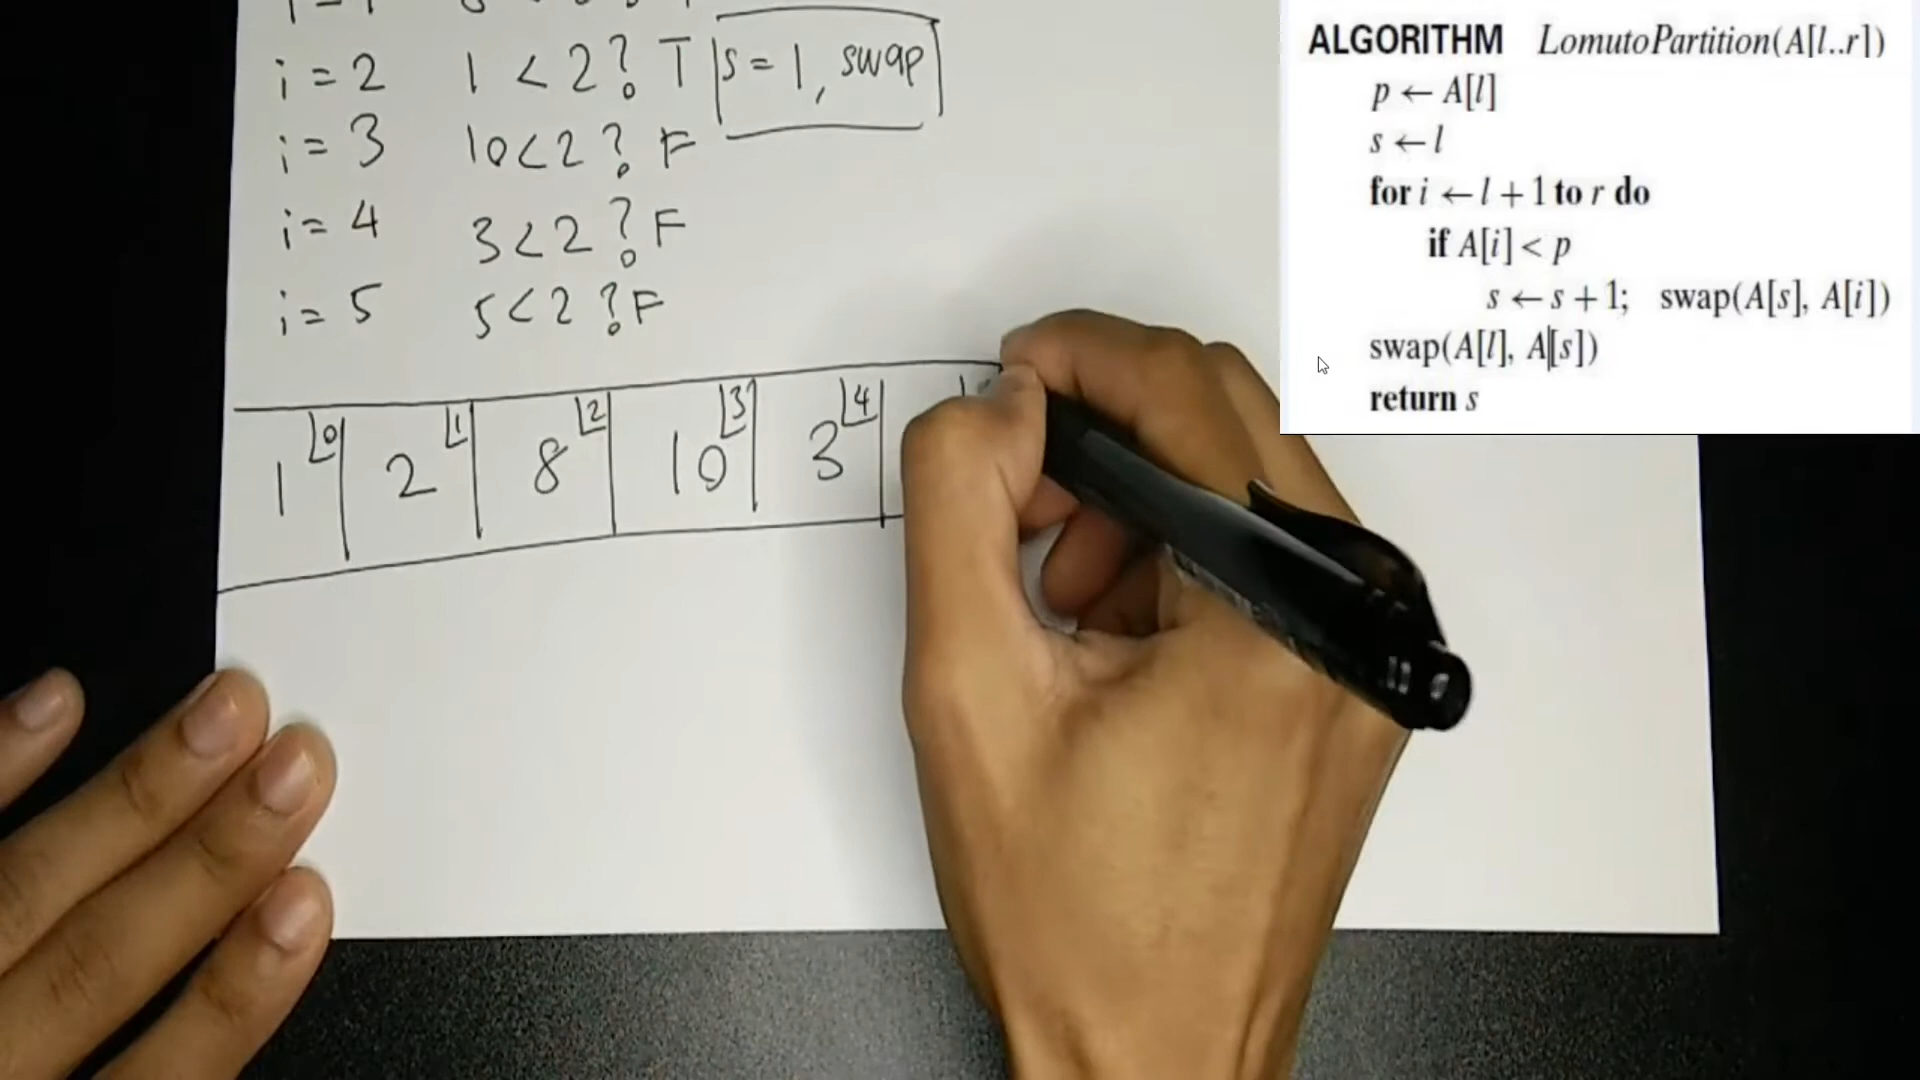 i = 2 1 < 2? T s = 1, swap
i = 3 10 < 2? F
i = 4 3 < 2? F
i = 5 5 < 2? F
1 0 2 1 8 2 10 3 3 4
ALGORITHM LomutoPartition(A[l..r])
p ← A[l]
s ← l
for i ← l + 1 to r do
if A[i] < p
s ← s + 1; swap(A[s], A[i])
swap(A[l], A[s])
return s